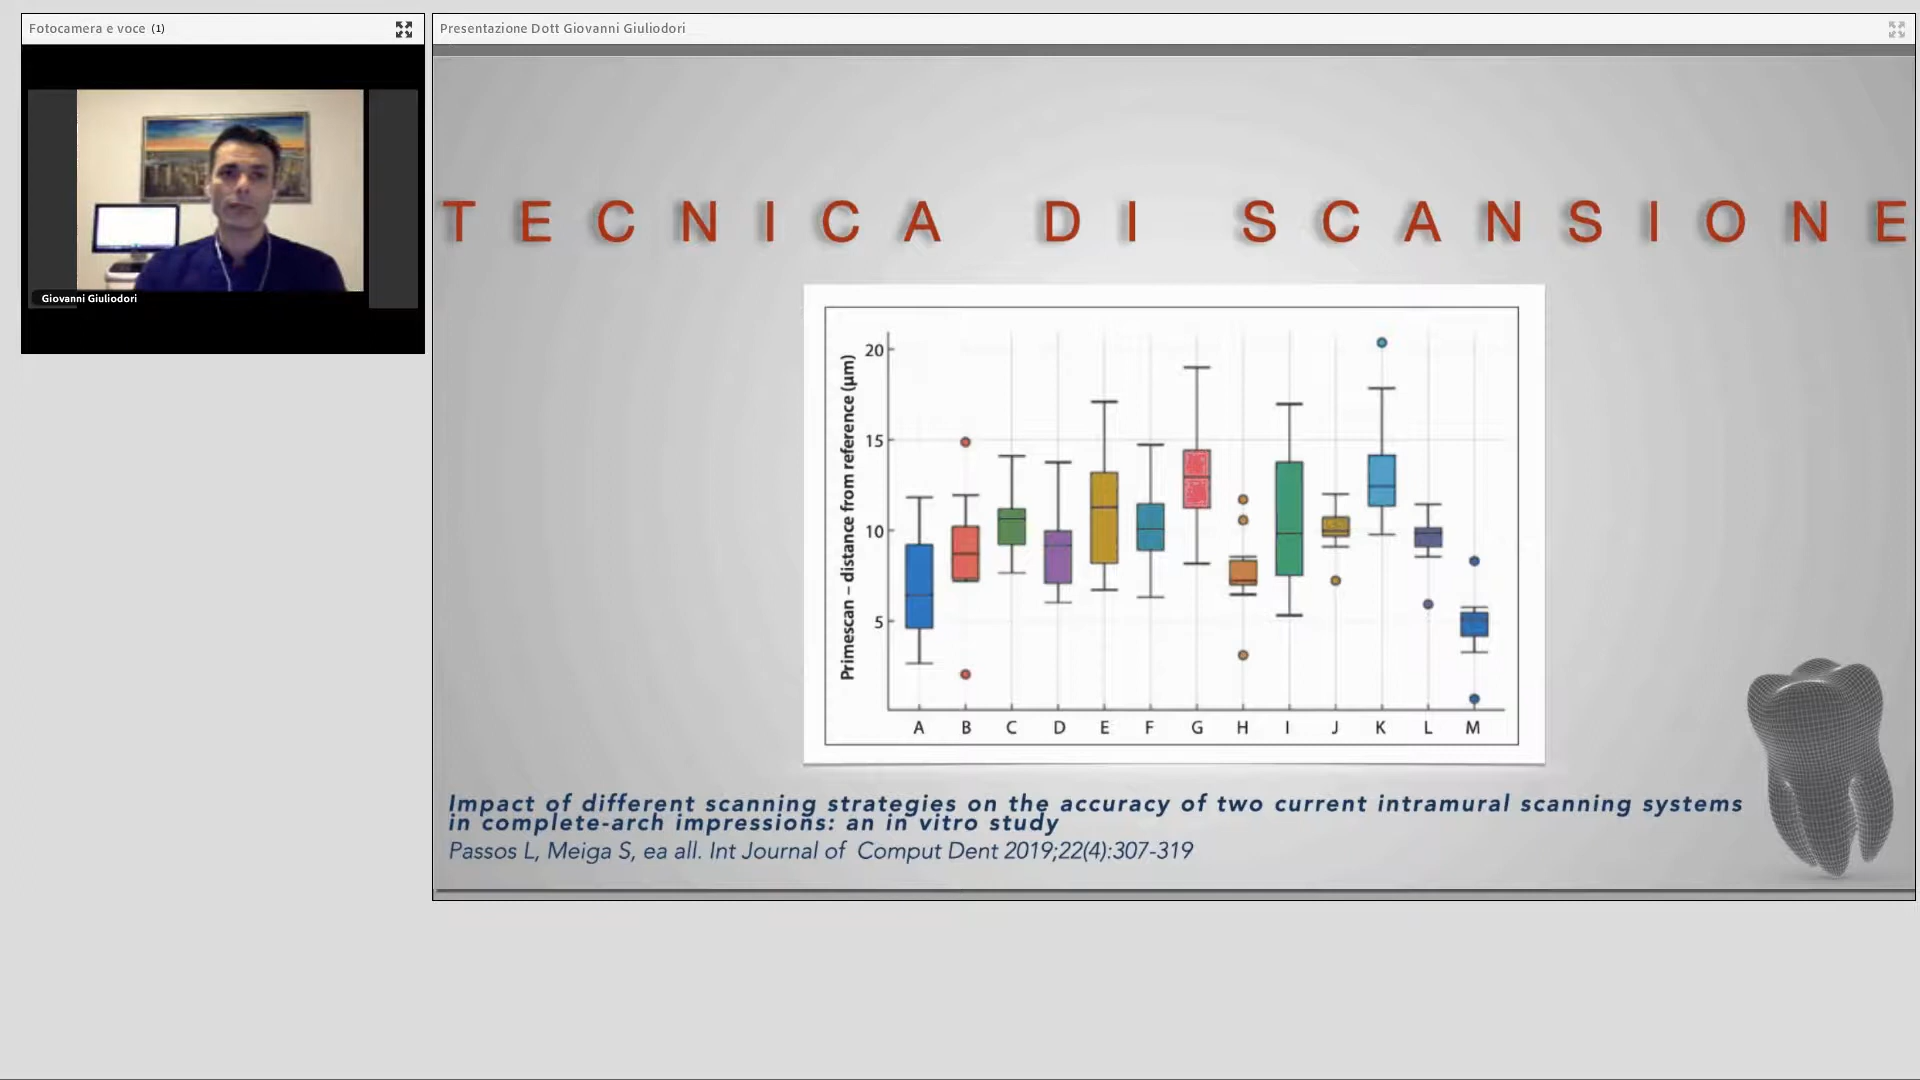 Fotocamera e voce (1)
Presentazione Dott Giovanni Giuliodori
Giovanni Giuliodori
TECNICA DI SCANSIONE
Primescan – distance from reference (µm)
20
15
10
5
A B C D E F G H I J K L M
Impact of different scanning strategies on the accuracy of two current intramural scanning systems
in complete-arch impressions: an in vitro study
Passos L, Meiga S, ea all. Int Journal of Comput Dent 2019;22(4):307-319